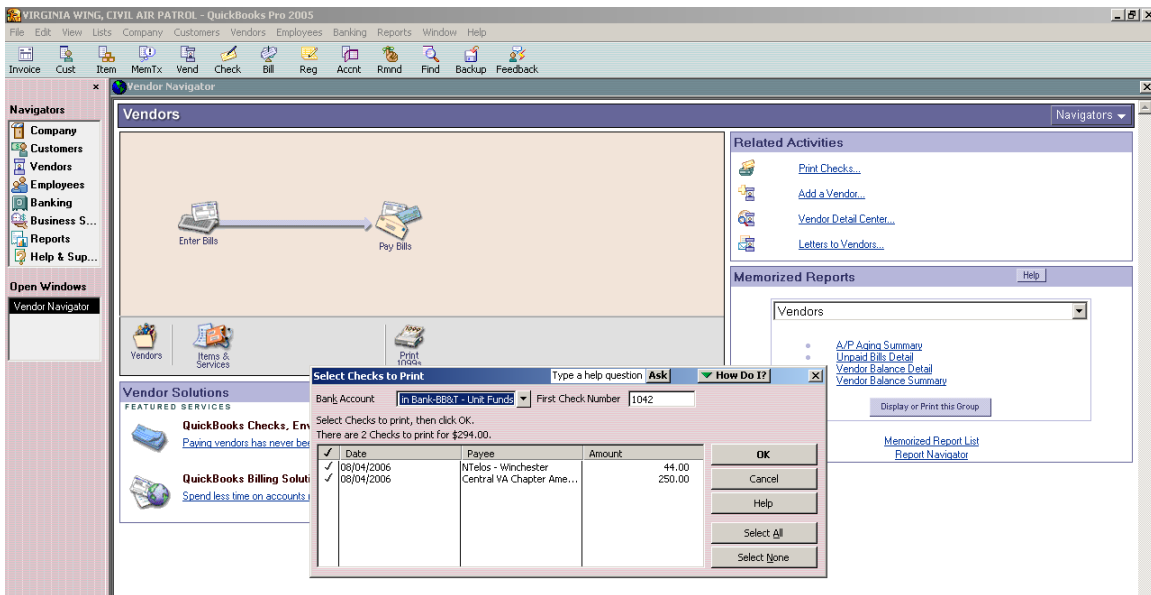 VIRGINIA WING, CIVIL AIR PATROL - QuickBooks Pro 2005
File Edit View Lists Company Customers Vendors Employees Banking Reports Window Help
Invoice Cust Item MemTx Vend Check Bill Reg Accnt Rmnd Find Backup Feedback
Vendor Navigator
Navigators
Company
Customers
Vendors
Employees
Banking
Business S...
Reports
Help & Sup...
Open Windows
Vendor Navigator
Vendors
Navigators
Enter Bills
Pay Bills
Vendors
Items &
Services
Print
1099s
Vendor Solutions
FEATURED SERVICES
QuickBooks Checks, Env
Paying vendors has never bee
QuickBooks Billing Soluti
Spend less time on accounts
Related Activities
Print Checks...
Add a Vendor...
Vendor Detail Center...
Letters to Vendors...
Memorized Reports
Help
Vendors
A/P Aging Summary
Unpaid Bills Detail
Vendor Balance Detail
Vendor Balance Summary
Display or Print this Group
Memorized Report List
Report Navigator
Select Checks to Print
Type a help question Ask
How Do I?
Bank Account in Bank-BB&T - Unit Funds First Check Number 1042
Select Checks to print, then click OK.
There are 2 Checks to print for $294.00.
✓ Date Payee Amount
✓ 08/04/2006 NTelos - Winchester 44.00
✓ 08/04/2006 Central VA Chapter Ame... 250.00
OK
Cancel
Help
Select All
Select None